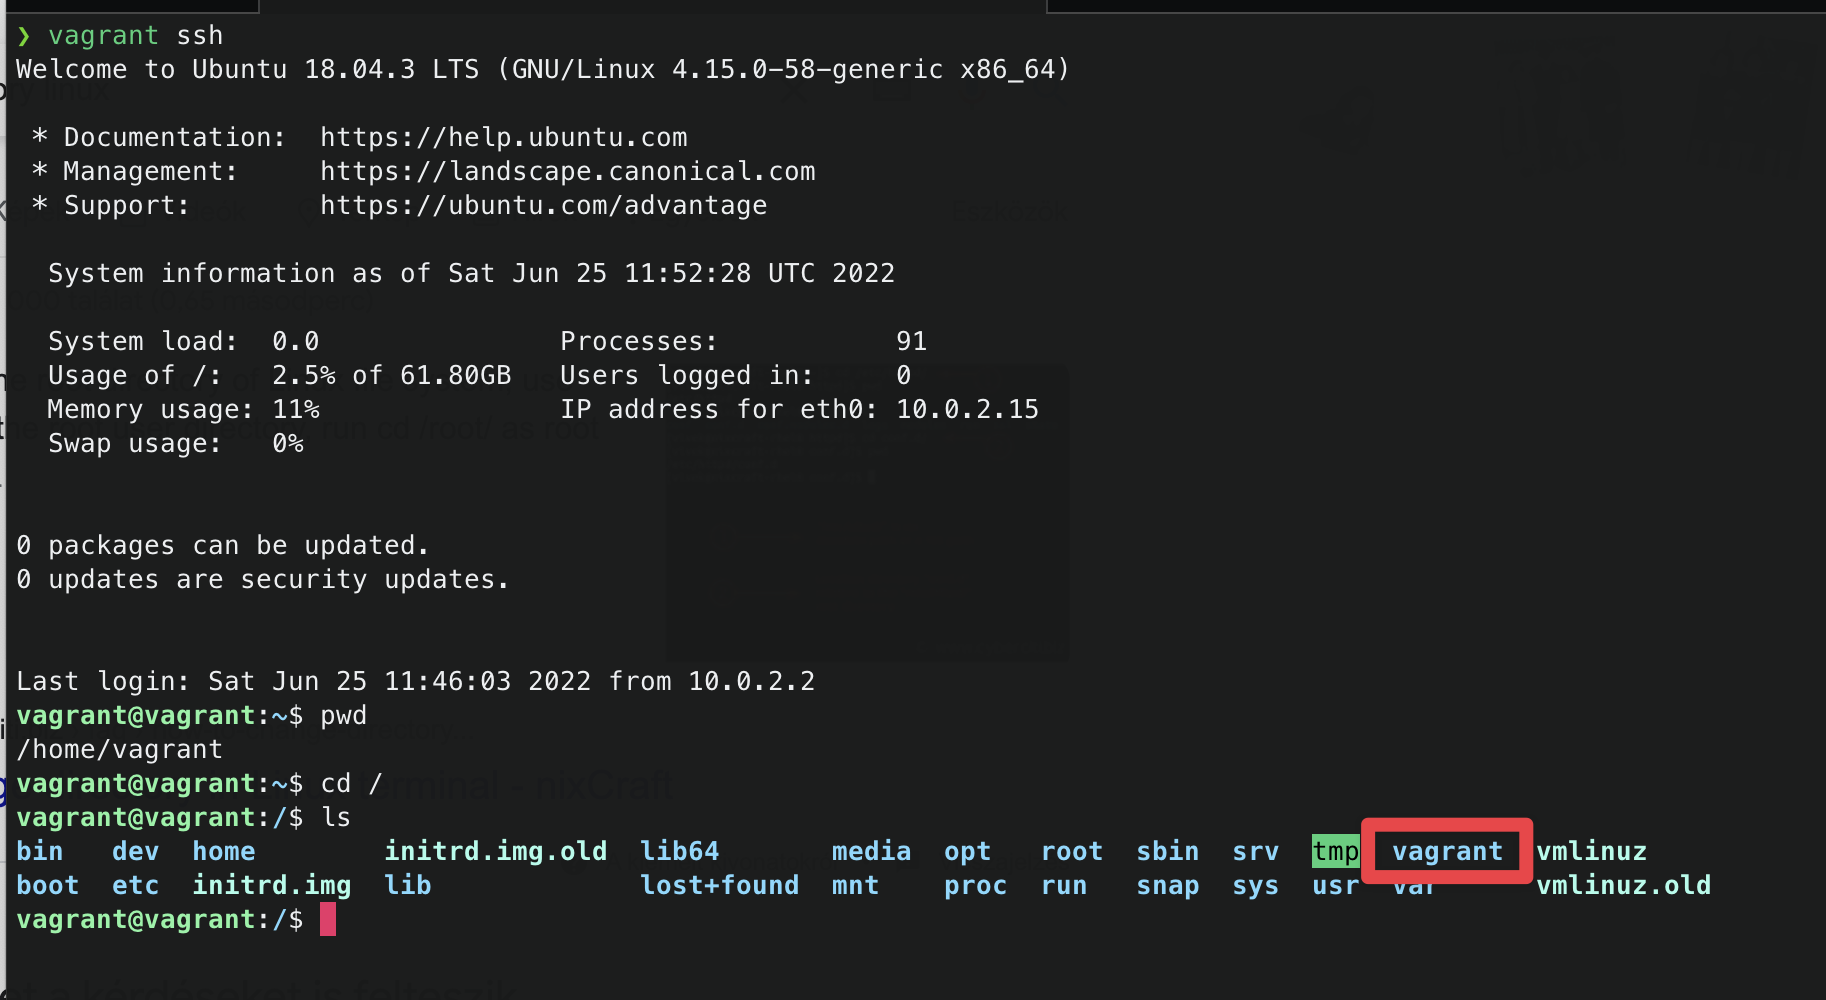 ❯ vagrant ssh
Welcome to Ubuntu 18.04.3 LTS (GNU/Linux 4.15.0-58-generic x86_64)
* Documentation:  https://help.ubuntu.com
* Management:     https://landscape.canonical.com
* Support:        https://ubuntu.com/advantage
System information as of Sat Jun 25 11:52:28 UTC 2022
System load:  0.0               Processes:           91
Usage of /:   2.5% of 61.80GB   Users logged in:     0
Memory usage: 11%               IP address for eth0: 10.0.2.15
Swap usage:   0%
0 packages can be updated.
0 updates are security updates.
Last login: Sat Jun 25 11:46:03 2022 from 10.0.2.2
vagrant@vagrant:~$ pwd
/home/vagrant
vagrant@vagrant:~$ cd /
vagrant@vagrant:/$ ls
bin   dev  home        initrd.img.old  lib64       media  opt   root  sbin  srv  tmp  vagrant  vmlinuz
boot  etc  initrd.img  lib             lost+found  mnt    proc  run   snap  sys  usr  var      vmlinuz.old
vagrant@vagrant:/$